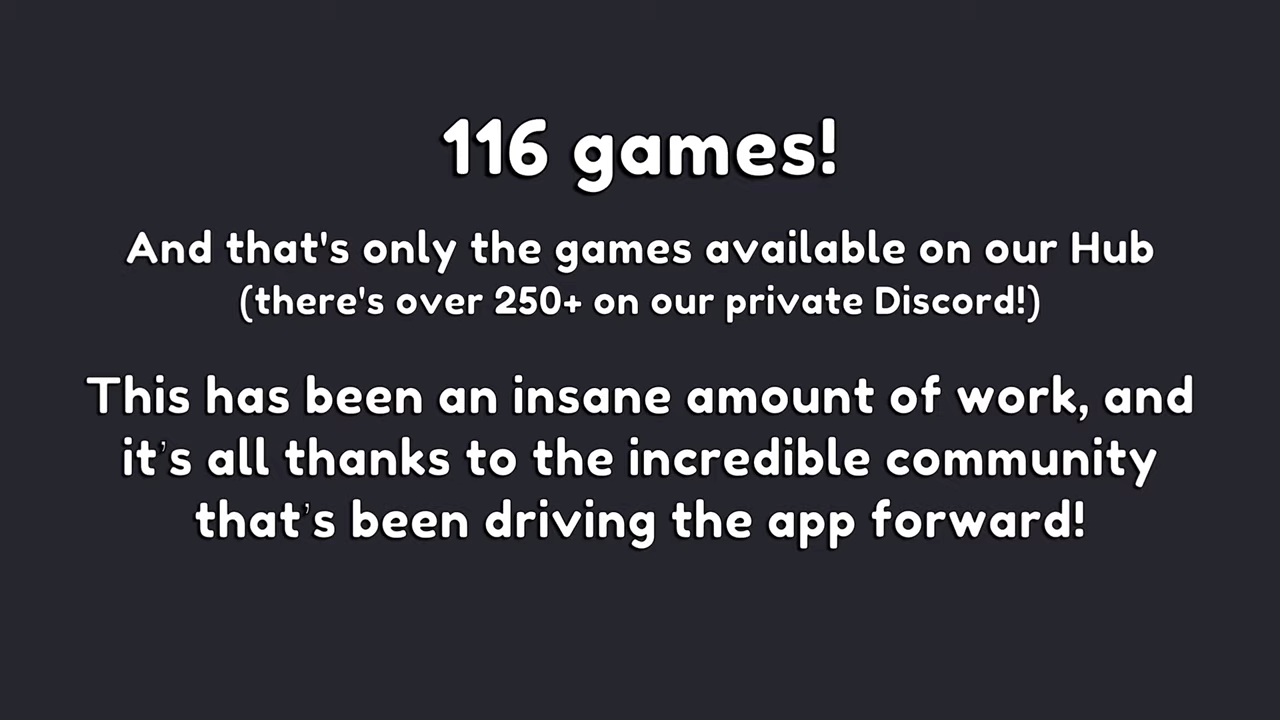 116 games!
And that's only the games available on our Hub
(there's over 250+ on our private Discord!)
This has been an insane amount of work, and
it’s all thanks to the incredible community
that’s been driving the app forward!